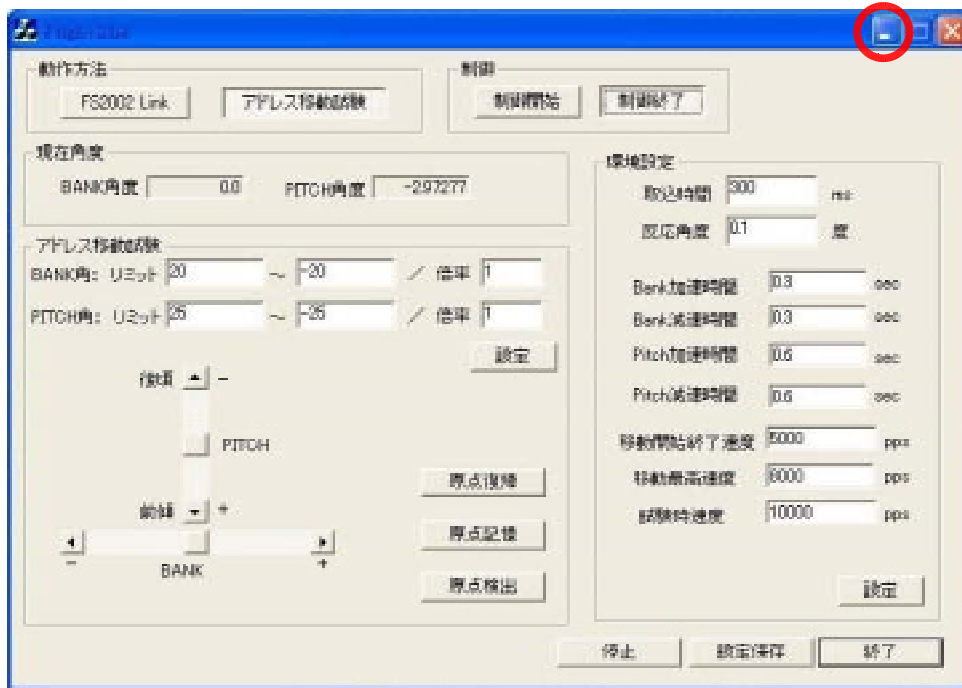 動作方法
FS2002 Link
アドレス移動試験
制御
制御開始
制御終了
現在角度
BANK角度 0.0
PITCH角度 -2.97277
アドレス移動試験
BANK角: リミット 20 ～ -20 / 倍率 1
PITCH角: リミット 25 ～ -25 / 倍率 1
設定
後傾 -
PITCH
前傾 +
- BANK +
原点復帰
原点記憶
原点検出
環境設定
取込時間 300 ms
反応角度 0.1 度
Bank加速時間 0.3 sec
Bank減速時間 0.3 sec
Pitch加速時間 0.6 sec
Pitch減速時間 0.6 sec
移動開始終了速度 5000 pps
移動最高速度 pps
試験時速度 10000 pps
設定
停止
設定保存
終了